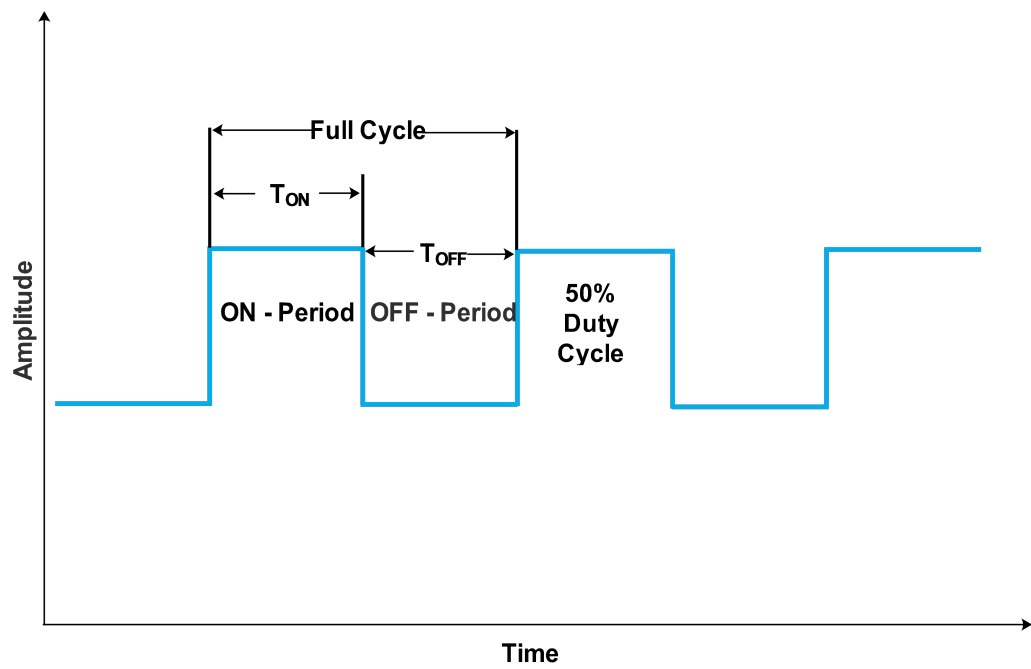 Full Cycle
TON
TOFF
ON - Period
OFF - Period
50%
Duty
Cycle
Amplitude
Time